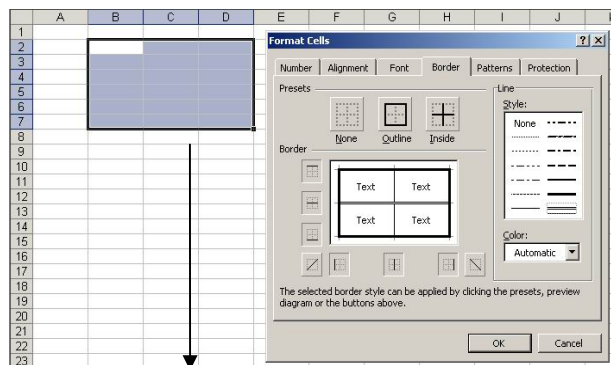 A B C D E F G H I J
1
2
3
4
5
6
7
8
9
10
11
12
13
14
15
16
17
18
19
20
21
22
23
Format Cells
Number Alignment Font Border Patterns Protection
Presets
None Outline Inside
Border
Text Text
Text Text
Line
Style:
None
Color:
Automatic
The selected border style can be applied by clicking the presets, preview
diagram or the buttons above.
OK Cancel